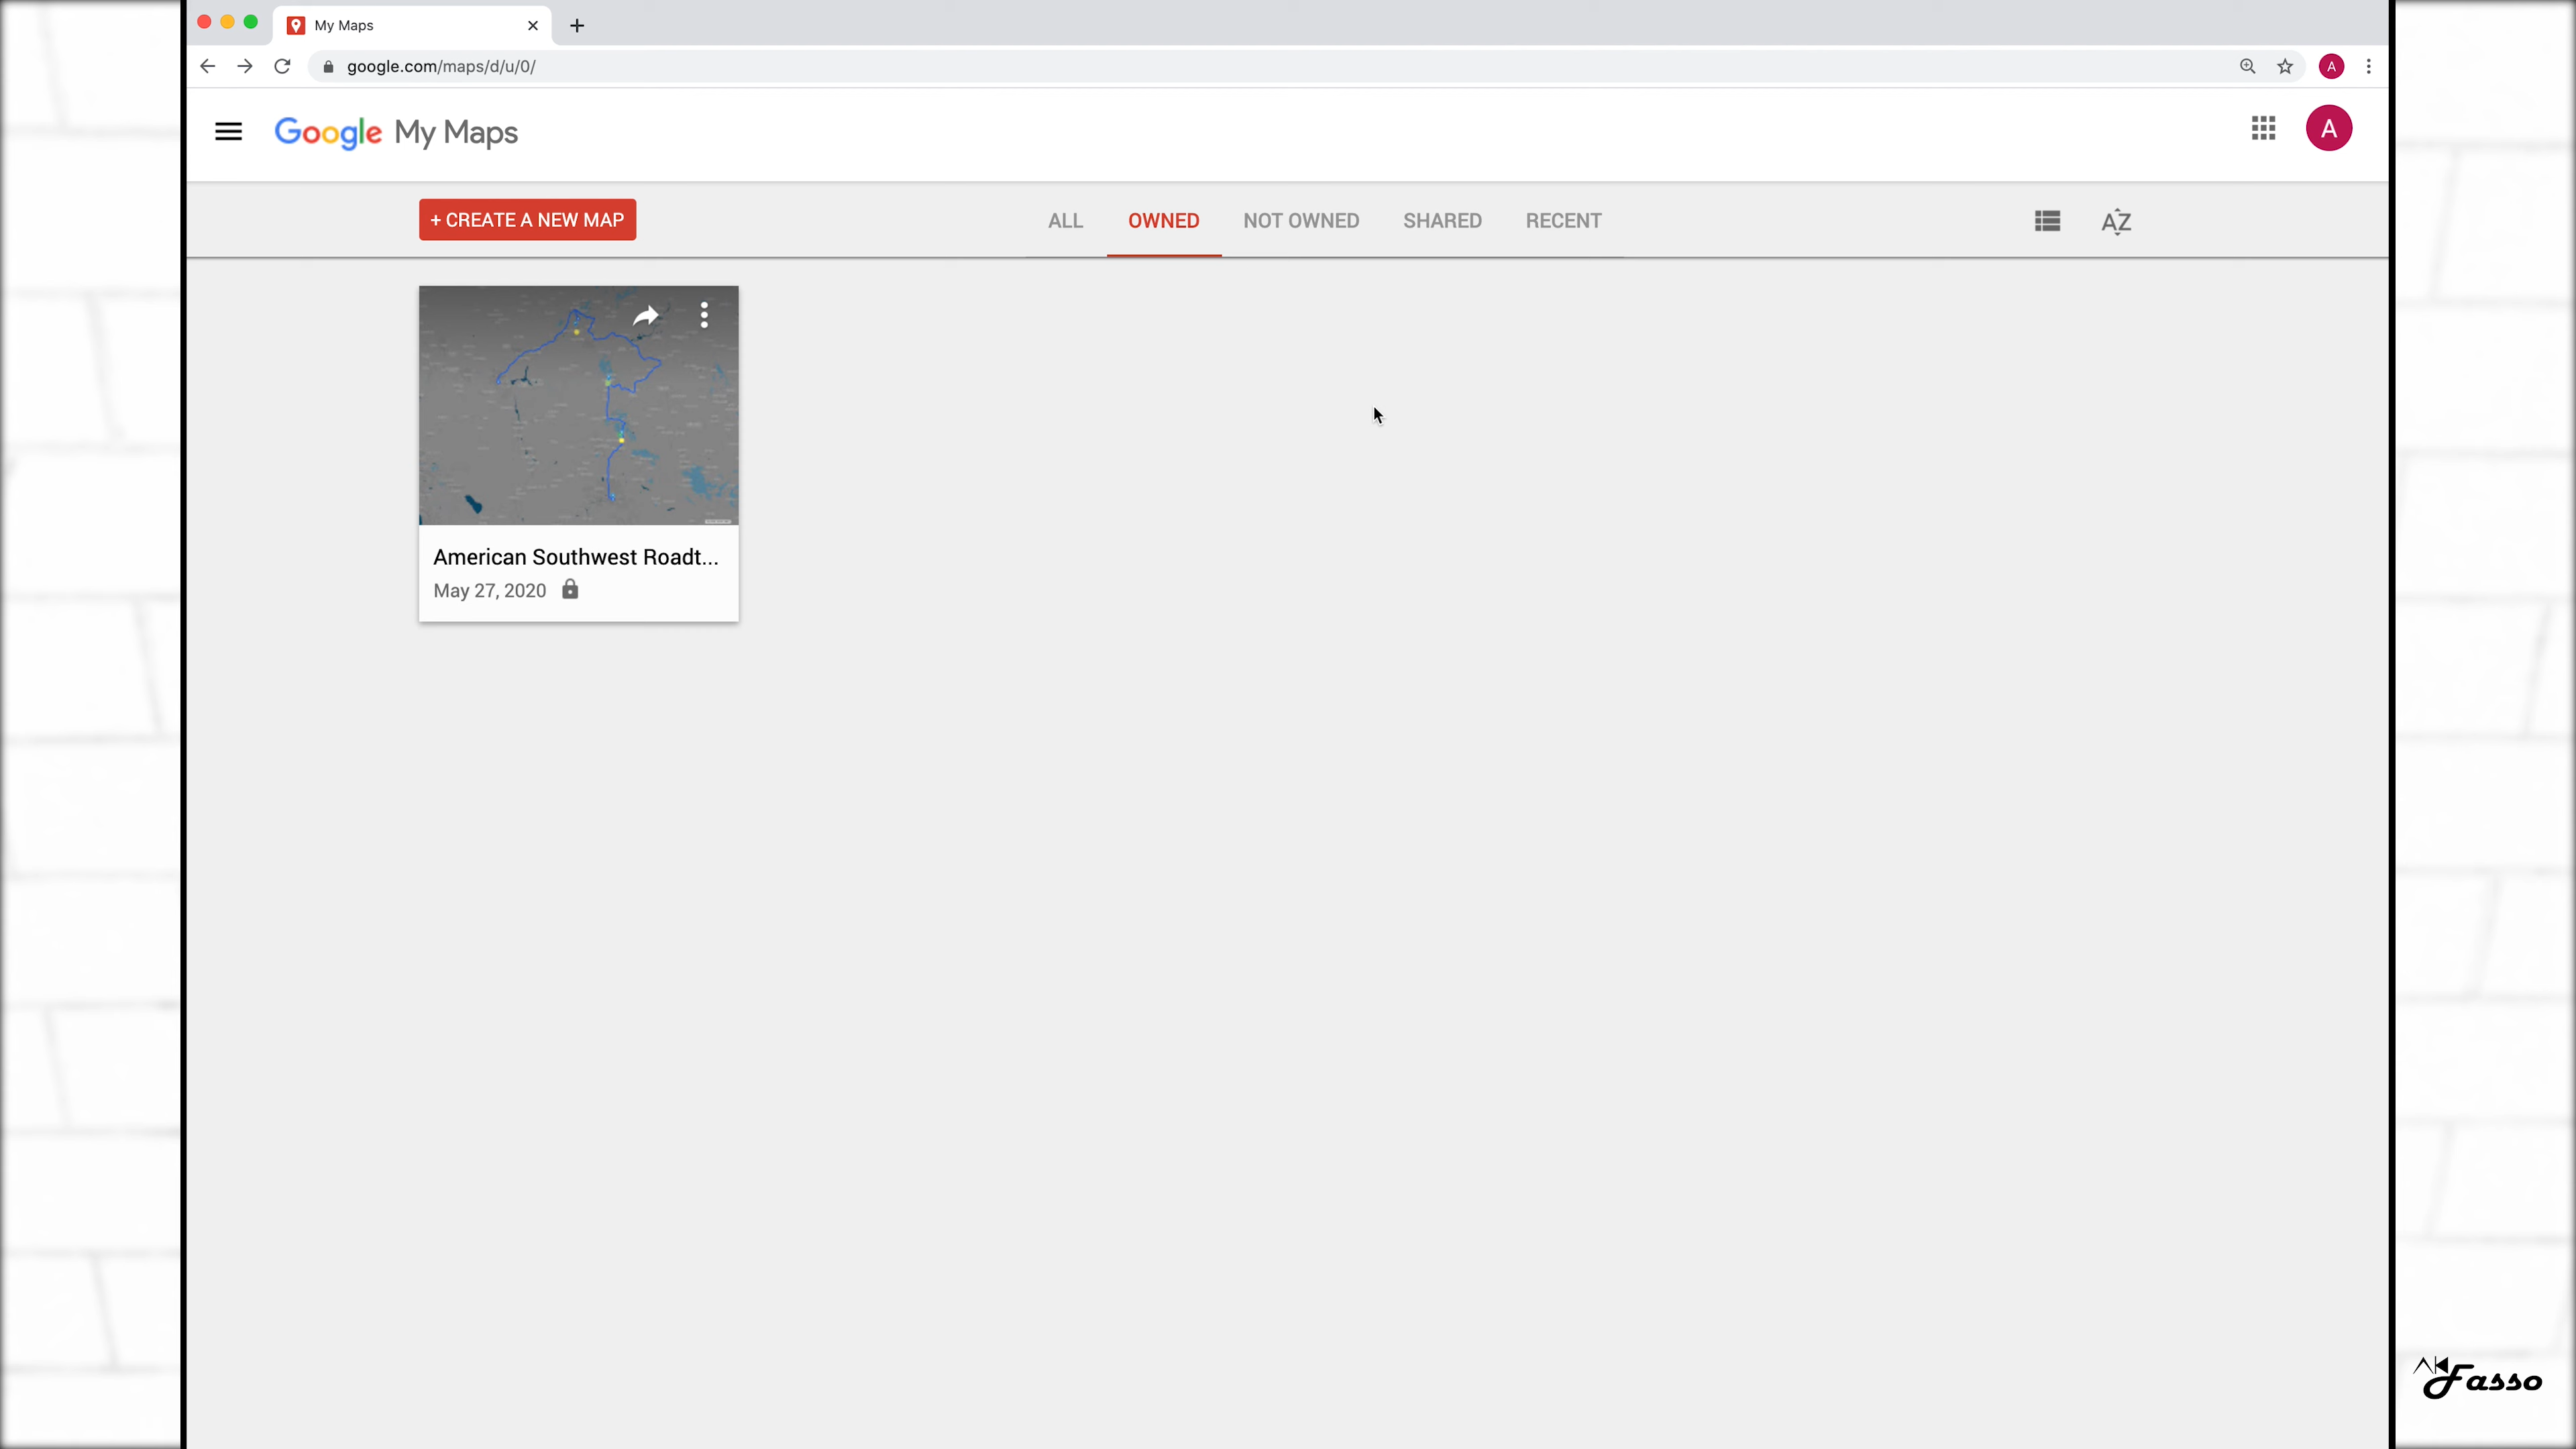 My Maps
google.com/maps/d/u/0/
A
Google My Maps
A
+ CREATE A NEW MAP
ALL
OWNED
NOT OWNED
SHARED
RECENT
AZ
American Southwest Roadt...
May 27, 2020
Fasso